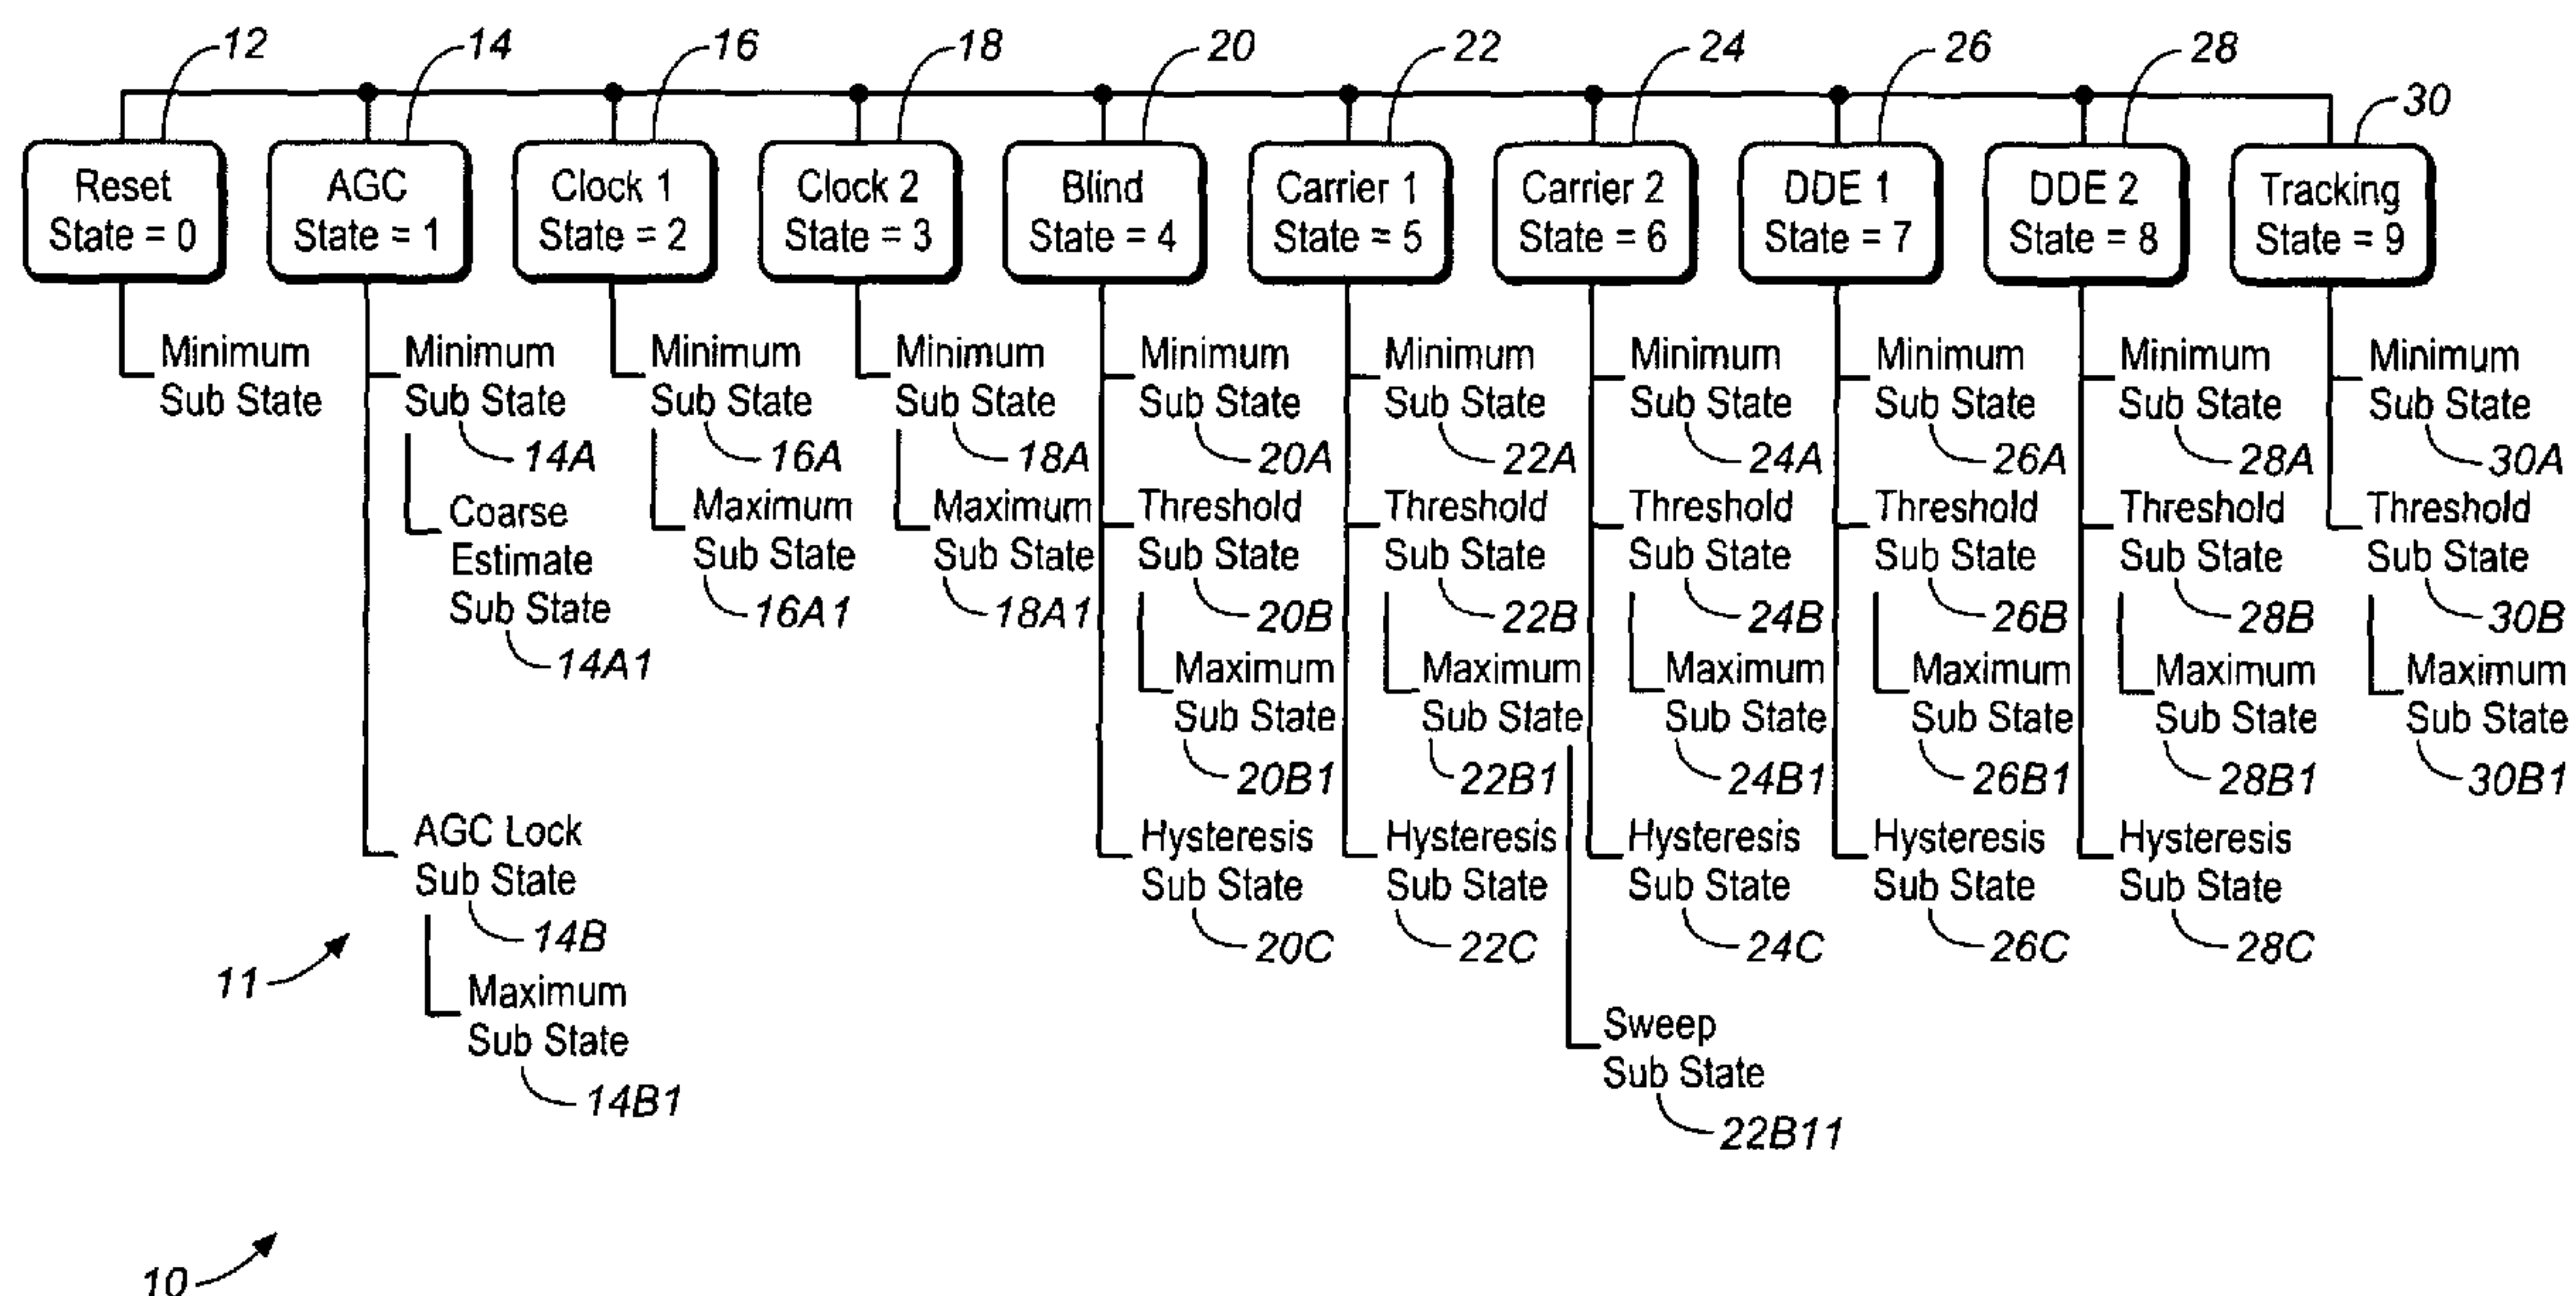 12
14
16
18
20
22
24
26
28
30
Reset
State = 0
AGC
State = 1
Clock 1
State = 2
Clock 2
State = 3
Blind
State = 4
Carrier 1
State = 5
Carrier 2
State = 6
DDE 1
State = 7
DDE 2
State = 8
Tracking
State = 9
Minimum
Sub State
Minimum
Sub State
14A
Coarse
Estimate
Sub State
14A1
AGC Lock
Sub State
14B
Maximum
Sub State
14B1
Minimum
Sub State
16A
Maximum
Sub State
16A1
Minimum
Sub State
18A
Maximum
Sub State
18A1
Minimum
Sub State
20A
Threshold
Sub State
20B
Maximum
Sub State
20B1
Hysteresis
Sub State
20C
Minimum
Sub State
22A
Threshold
Sub State
22B
Maximum
Sub State
22B1
Hysteresis
Sub State
22C
Sweep
Sub State
22B11
Minimum
Sub State
24A
Threshold
Sub State
24B
Maximum
Sub State
24B1
Hysteresis
Sub State
24C
Minimum
Sub State
26A
Threshold
Sub State
26B
Maximum
Sub State
26B1
Hysteresis
Sub State
26C
Minimum
Sub State
28A
Threshold
Sub State
28B
Maximum
Sub State
28B1
Hysteresis
Sub State
28C
Minimum
Sub State
30A
Threshold
Sub State
30B
Maximum
Sub State
30B1
11
10